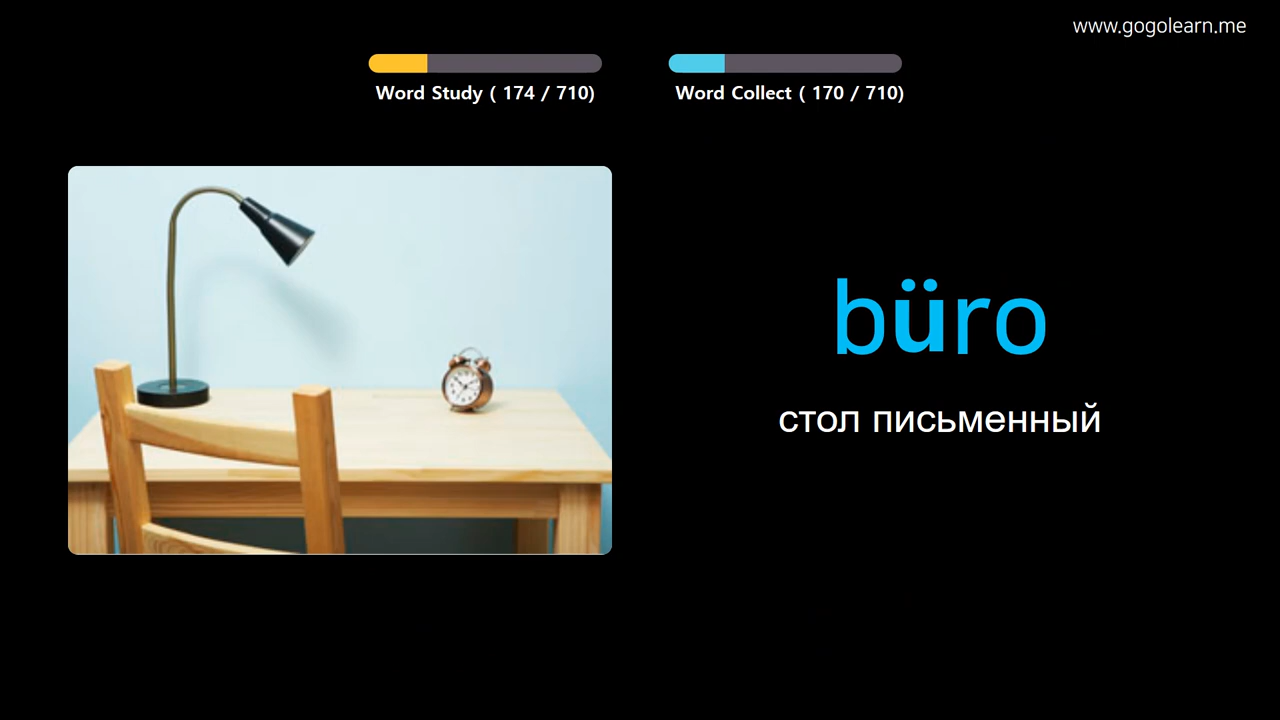 www.gogolearn.me
Word Study ( 174 / 710)
Word Collect ( 170 / 710)
büro
стол письменный